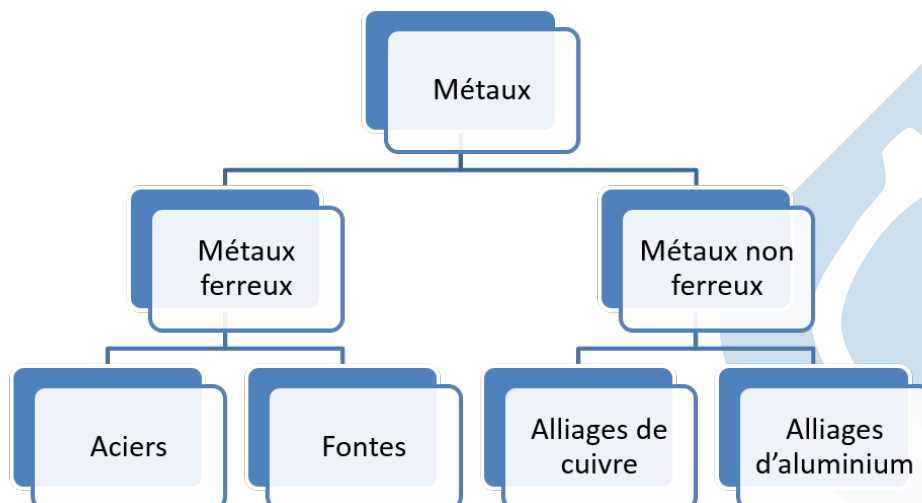 Métaux
Métaux
ferreux
Métaux non
ferreux
Aciers
Fontes
Alliages de
cuivre
Alliages
d’aluminium